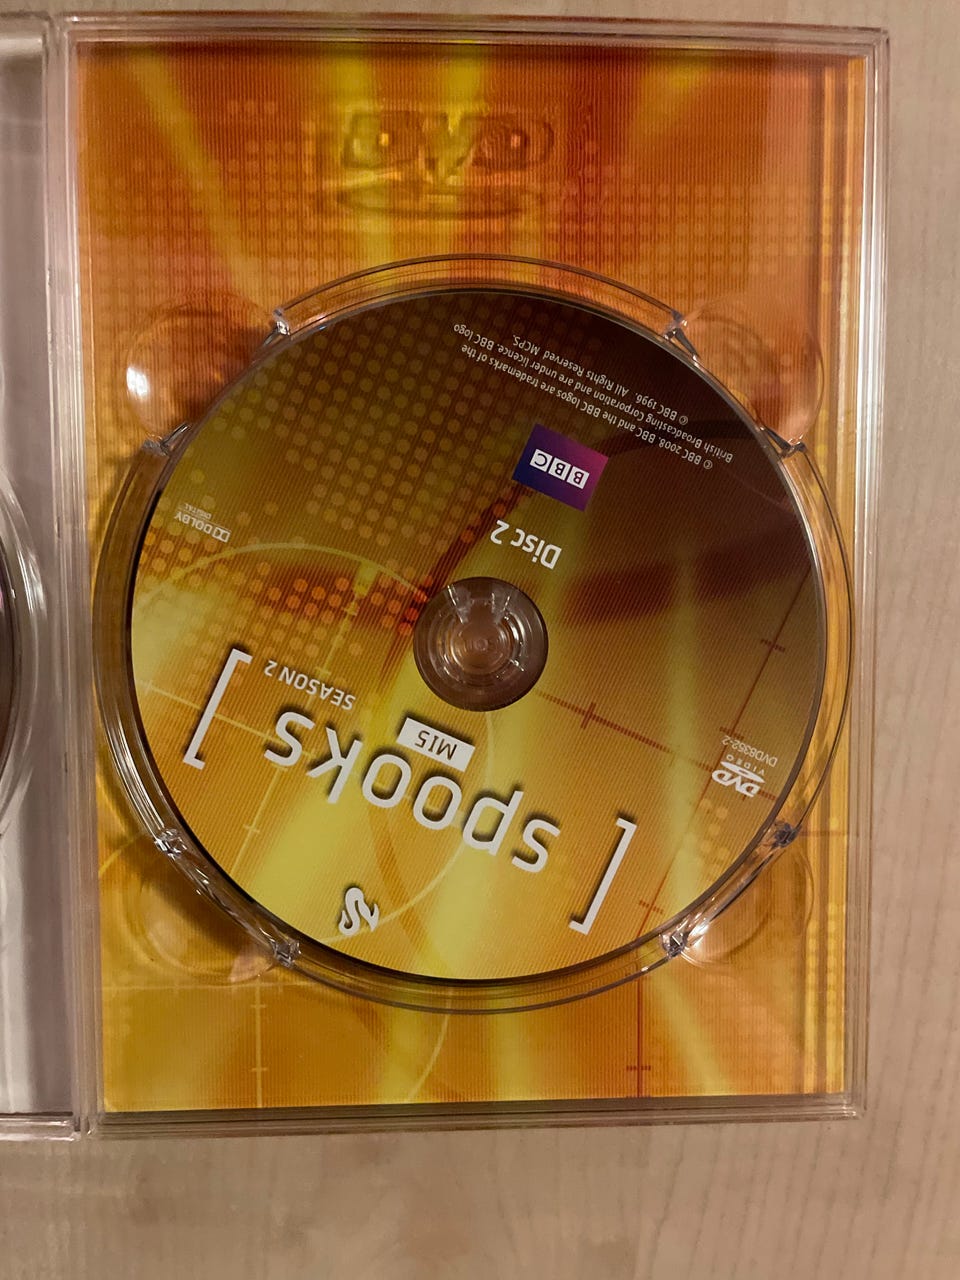 DVD
[ spooks ]
MI5
SEASON 2
DVD
VIDEO
DVD8352-2
DOLBY
DIGITAL
Disc 2
BBC
© BBC 2008. BBC and the BBC logos are trademarks of the
British Broadcasting Corporation and are under licence. BBC logo
© BBC 1996. All Rights Reserved MCPS.